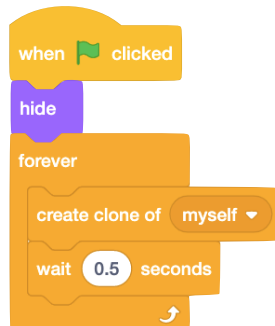 when clicked
hide
forever
create clone of myself
wait 0.5 seconds